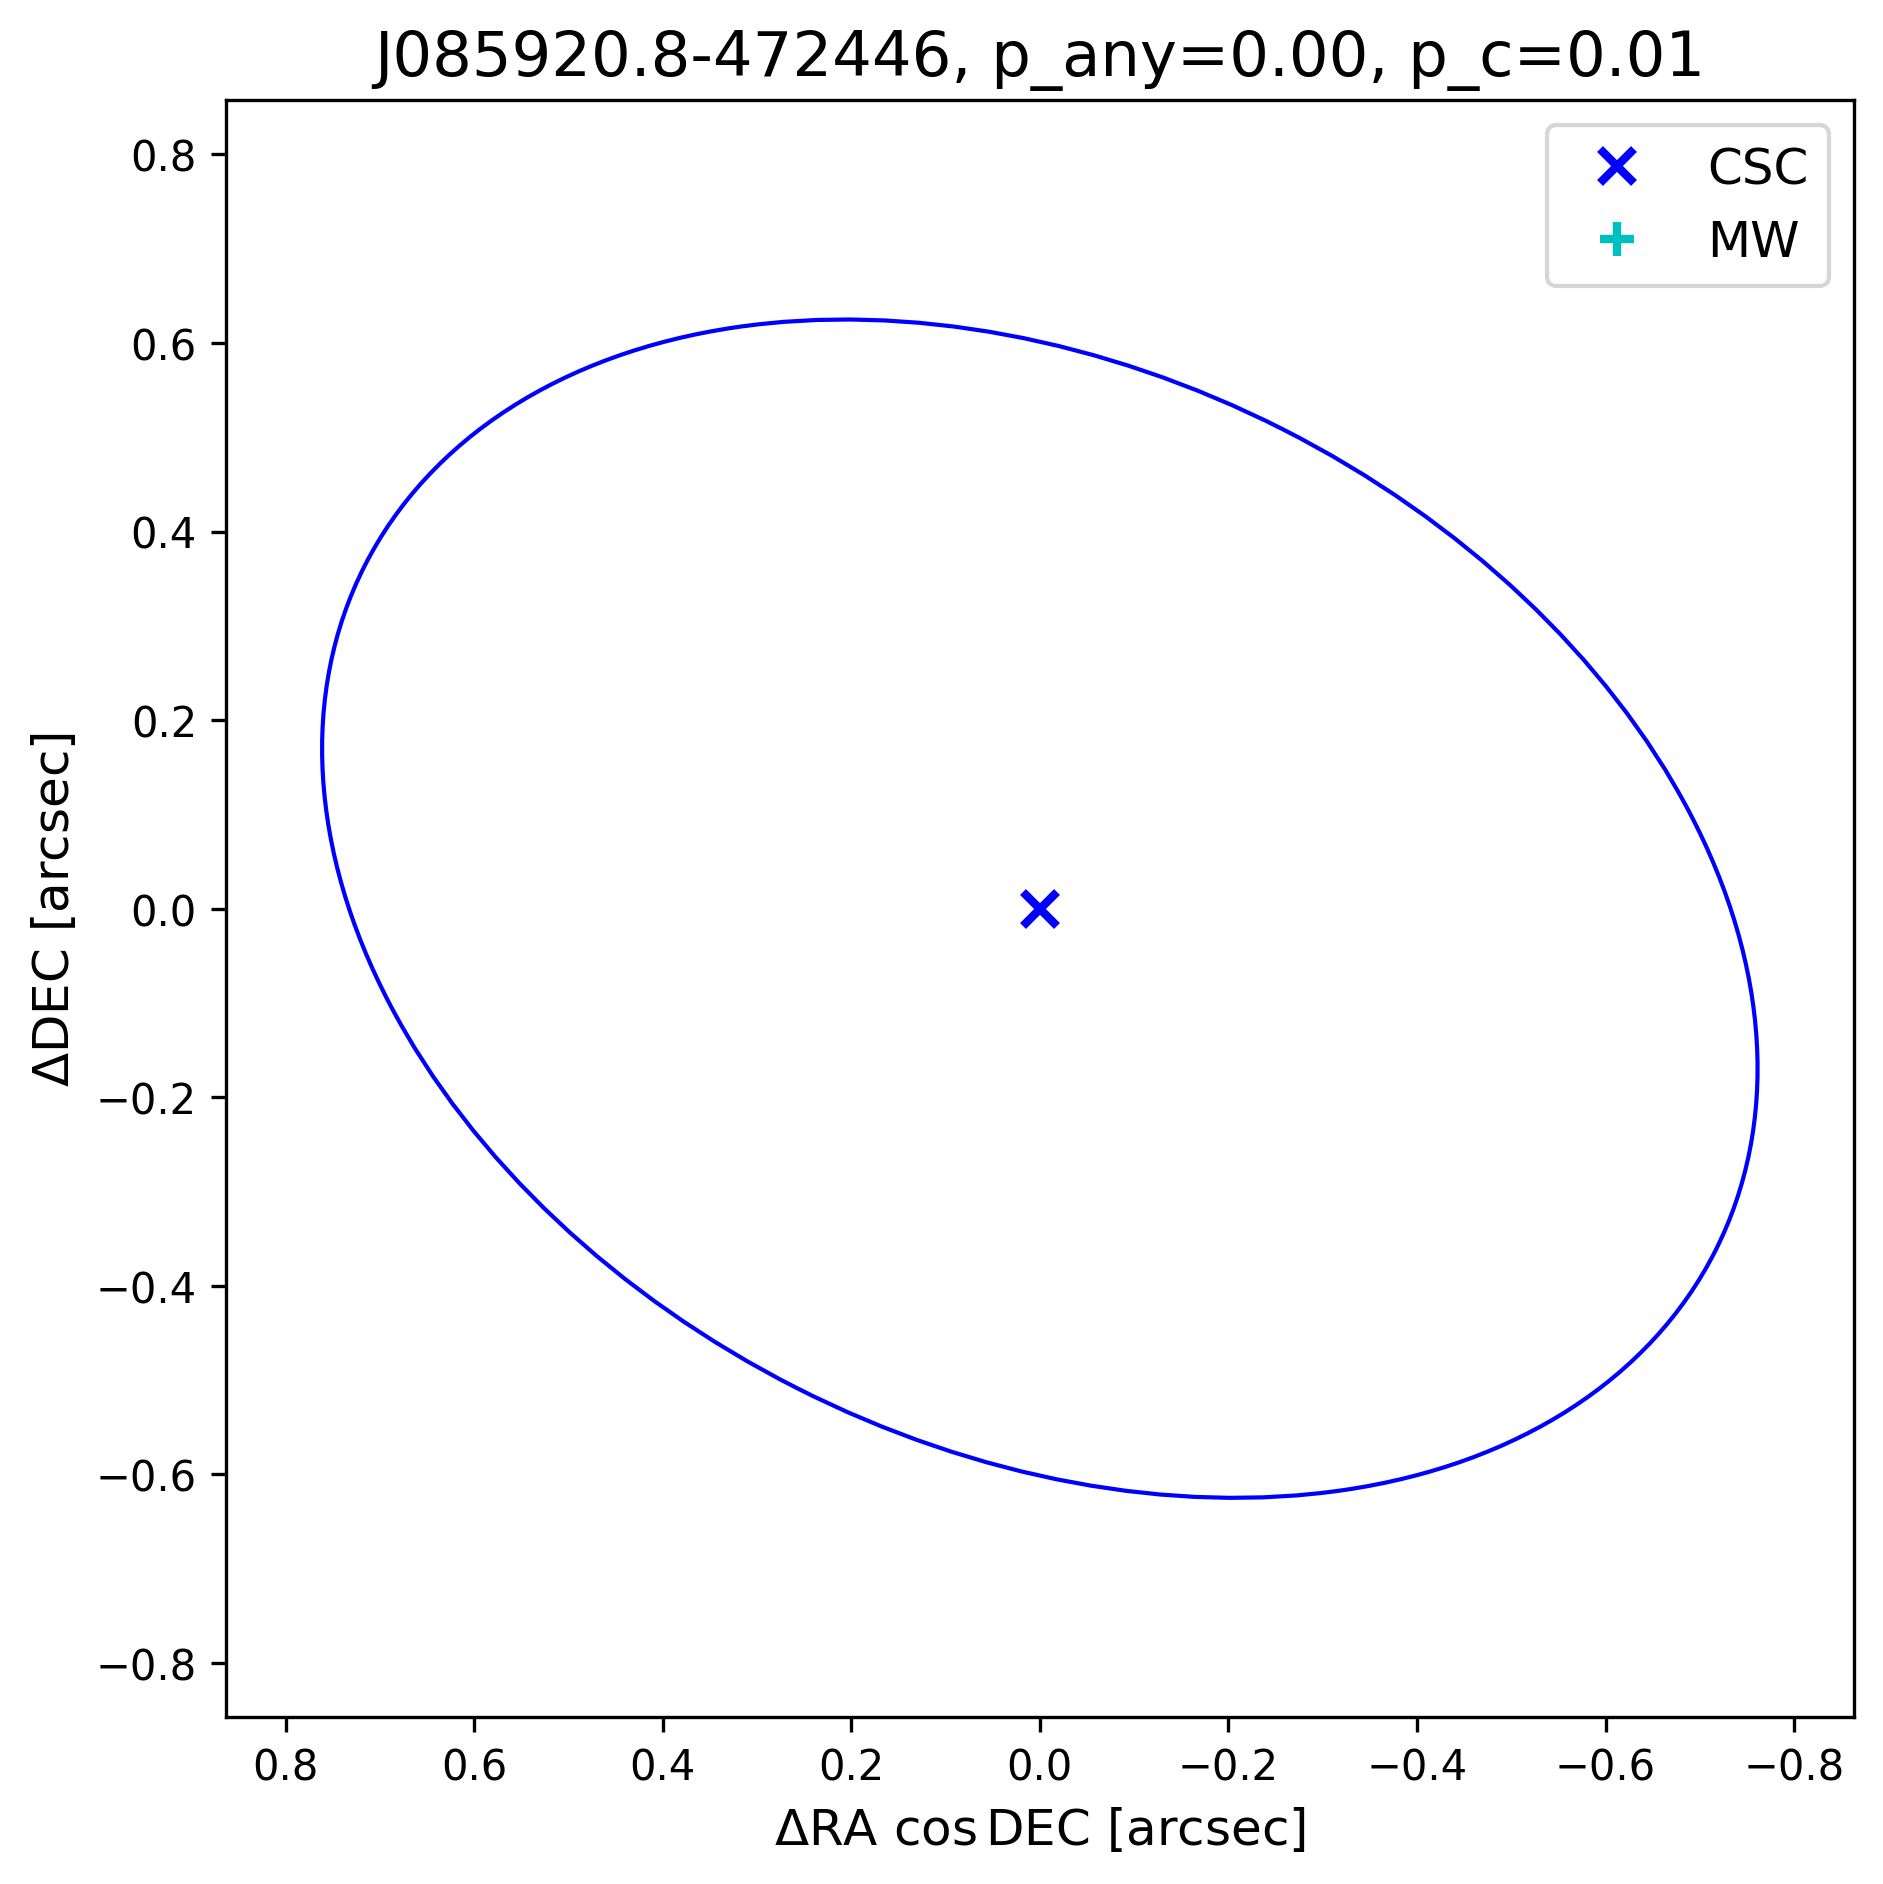 J085920.8-472446, p_any=0.00, p_c=0.01
CSC
MW
0.8
0.6
0.4
0.2
0.0
−0.2
−0.4
−0.6
−0.8
ΔDEC [arcsec]
0.8 0.6 0.4 0.2 0.0 −0.2 −0.4 −0.6 −0.8
ΔRA cos DEC [arcsec]